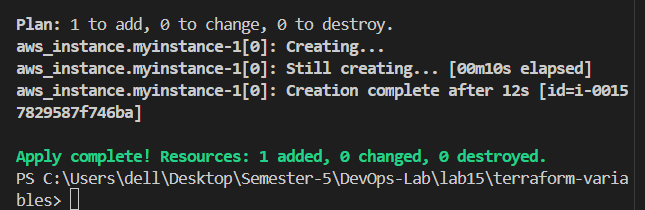 Plan: 1 to add, 0 to change, 0 to destroy.
aws_instance.myinstance-1[0]: Creating...
aws_instance.myinstance-1[0]: Still creating... [00m10s elapsed]
aws_instance.myinstance-1[0]: Creation complete after 12s [id=i-0015
7829587f746ba]
Apply complete! Resources: 1 added, 0 changed, 0 destroyed.
PS C:\Users\dell\Desktop\Semester-5\DevOps-Lab\lab15\terraform-varia
bles>